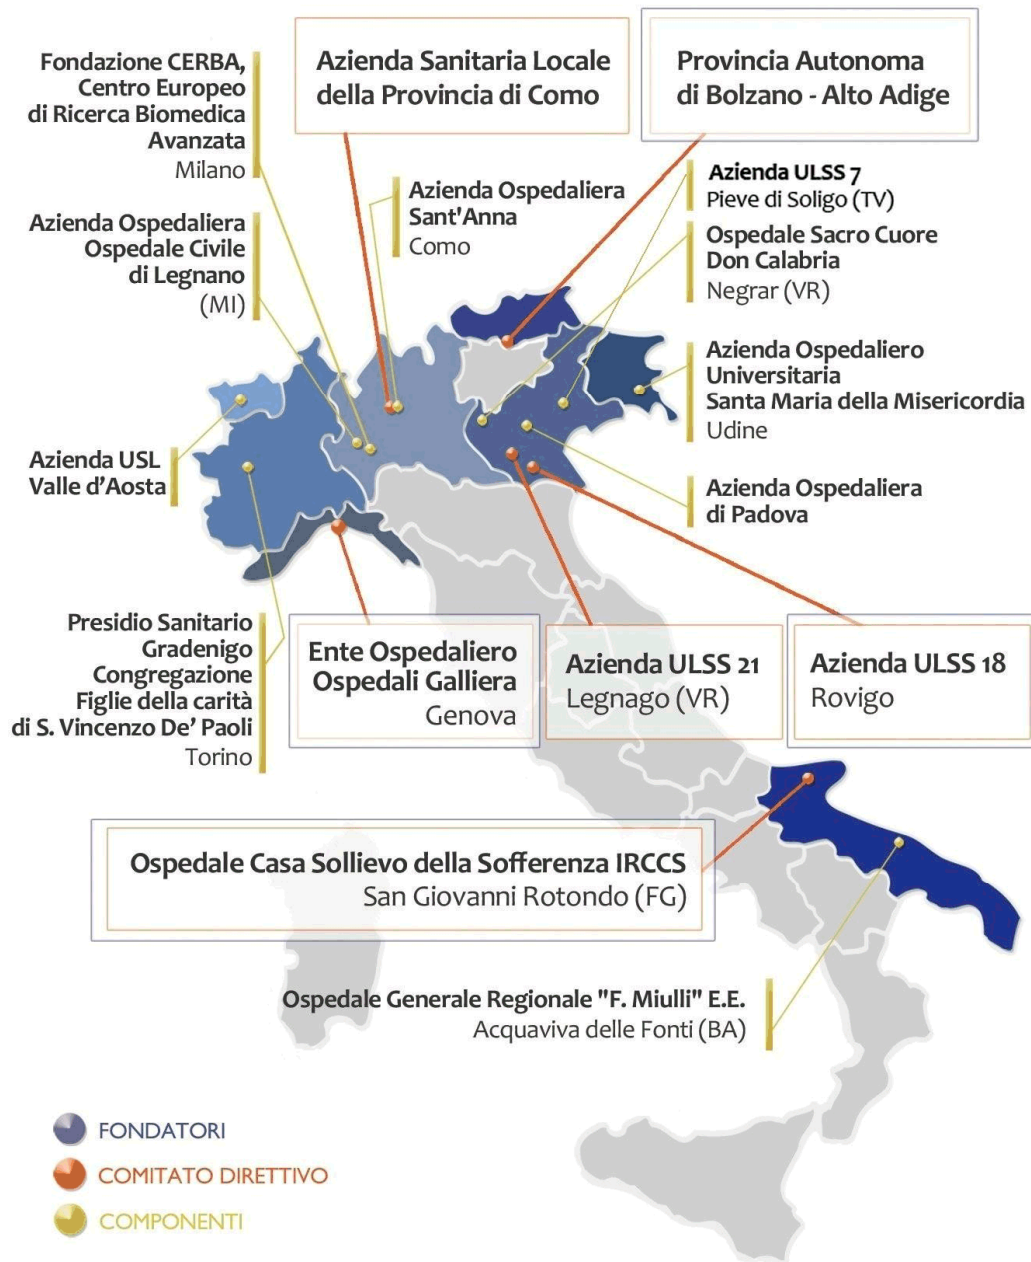 Fondazione CERBA,
Centro Europeo
di Ricerca Biomedica
Avanzata
Milano
Azienda Sanitaria Locale
della Provincia di Como
Provincia Autonoma
di Bolzano - Alto Adige
Azienda Ospedaliera
Sant'Anna
Como
Azienda ULSS 7
Pieve di Soligo (TV)
Azienda Ospedaliera
Ospedale Civile
di Legnano
(MI)
Ospedale Sacro Cuore
Don Calabria
Negrar (VR)
Azienda Ospedaliero
Universitaria
Santa Maria della Misericordia
Udine
Azienda USL
Valle d'Aosta
Azienda Ospedaliera
di Padova
Presidio Sanitario
Gradenigo
Congregazione
Figlie della carità
di S. Vincenzo De' Paoli
Torino
Ente Ospedaliero
Ospedali Galliera
Genova
Azienda ULSS 21
Legnago (VR)
Azienda ULSS 18
Rovigo
Ospedale Casa Sollievo della Sofferenza IRCCS
San Giovanni Rotondo (FG)
Ospedale Generale Regionale "F. Miulli" E.E.
Acquaviva delle Fonti (BA)
FONDATORI
COMITATO DIRETTIVO
COMPONENTI